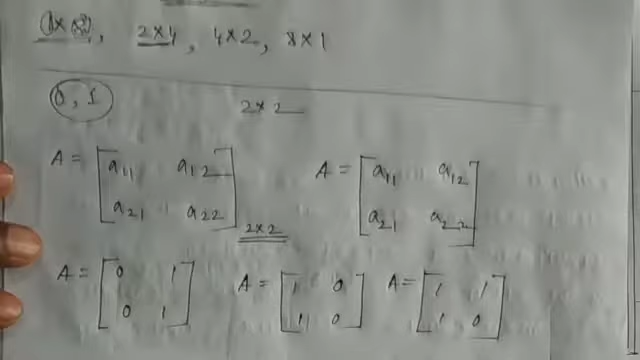 1×8, 2×4, 4×2, 8×1
0, 1 2×2
A = [a11 a12 a21 a22] 2×2 A = [a11 a12 a21 a22]
A = [0 1 0 1] A = [1 0 1 0] A = [1 1 1 0]